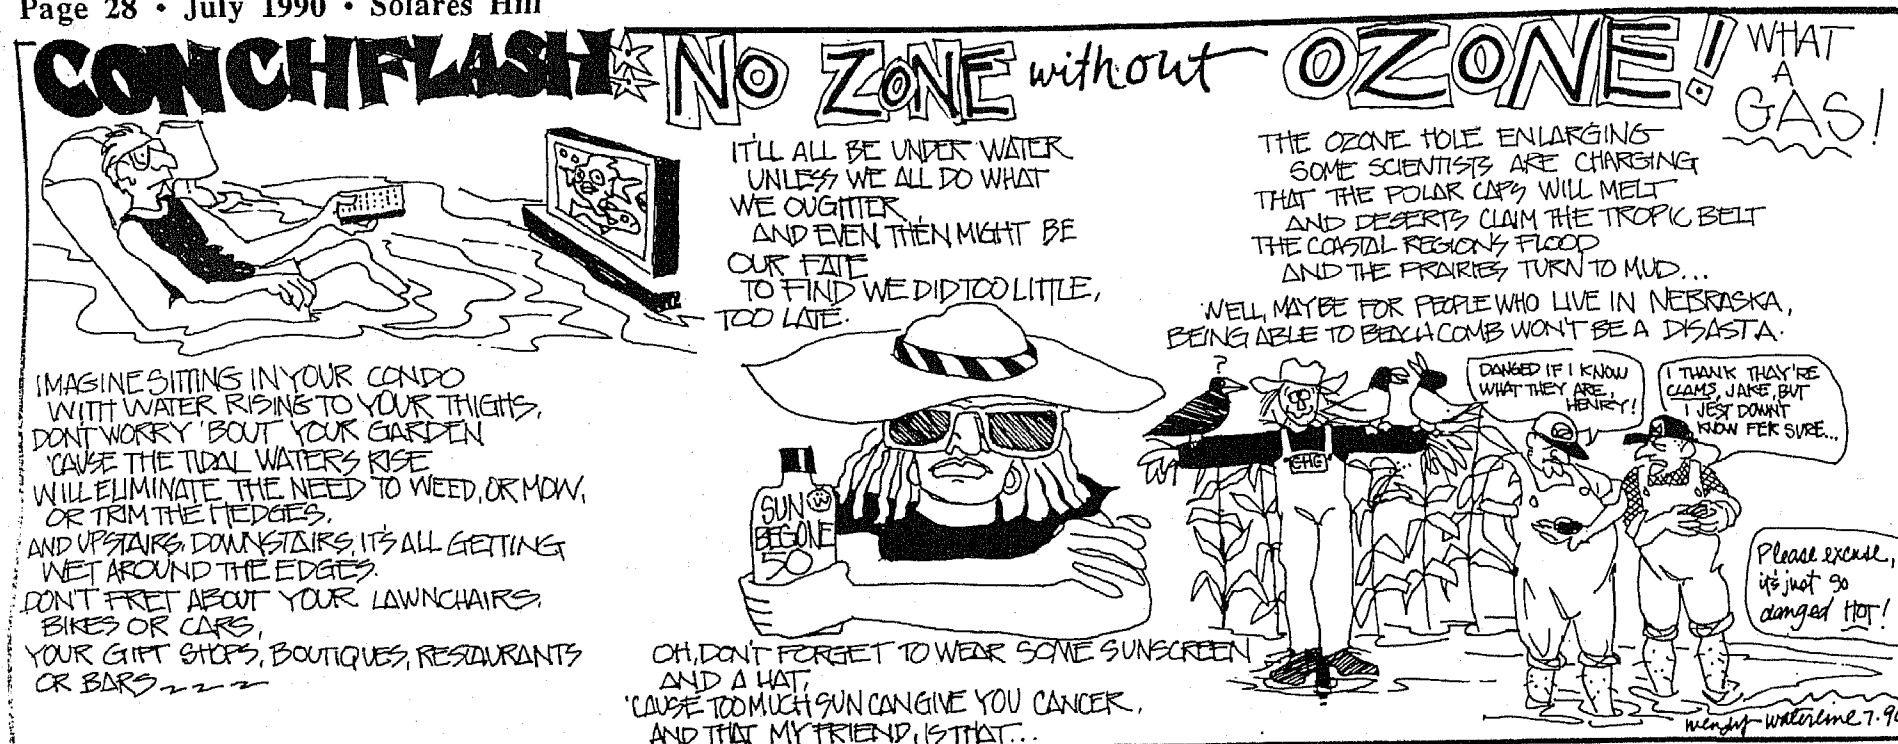 Page 28 • July 1990 • Solares Hill
CONCHFLASH
NO ZONE without OZONE!
WHAT
A
GAS!
IMAGINE SITTING IN YOUR CONDO
WITH WATER RISING TO YOUR THIGHS,
DON'T WORRY 'BOUT YOUR GARDEN
'CAUSE THE TIDAL WATERS RISE
WILL ELIMINATE THE NEED TO WEED, OR MOW,
OR TRIM THE HEDGES.
AND UPSTAIRS, DOWNSTAIRS, IT'S ALL GETTING
WET AROUND THE EDGES.
DON'T FRET ABOUT YOUR LAWNCHAIRS,
BIKES OR CARS,
YOUR GIFT SHOPS, BOUTIQUES, RESTAURANTS
OR BARS~~~
IT'LL ALL BE UNDER WATER
UNLESS WE ALL DO WHAT
WE OUGHTTER
AND EVEN THEN MIGHT BE
OUR FATE
TO FIND WE DID TOO LITTLE,
TOO LATE.
SUN
BEGONE
50
OH, DON'T FORGET TO WEAR SOME SUNSCREEN
AND A HAT,
'CAUSE TOO MUCH SUN CAN GIVE YOU CANCER,
AND THAT MY FRIEND, IS THAT...
THE OZONE HOLE ENLARGING
SOME SCIENTISTS ARE CHARGING
THAT THE POLAR CAPS WILL MELT
AND DESERTS CLAIM THE TROPIC BELT
THE COASTAL REGIONS FLOOD
AND THE PRAIRIES TURN TO MUD...
WELL, MAYBE FOR PEOPLE WHO LIVE IN NEBRASKA,
BEING ABLE TO BEACHCOMB WON'T BE A DISASTA.
?
GHG
DANGED IF I KNOW
WHAT THEY ARE,
HENRY!
I THANK THAY'RE
CLAMS, JAKE, BUT
I JEST DOWN'T
KNOW FER SURE...
Please excuse,
it's just so
danged HOT!
wendy waterline 7.90